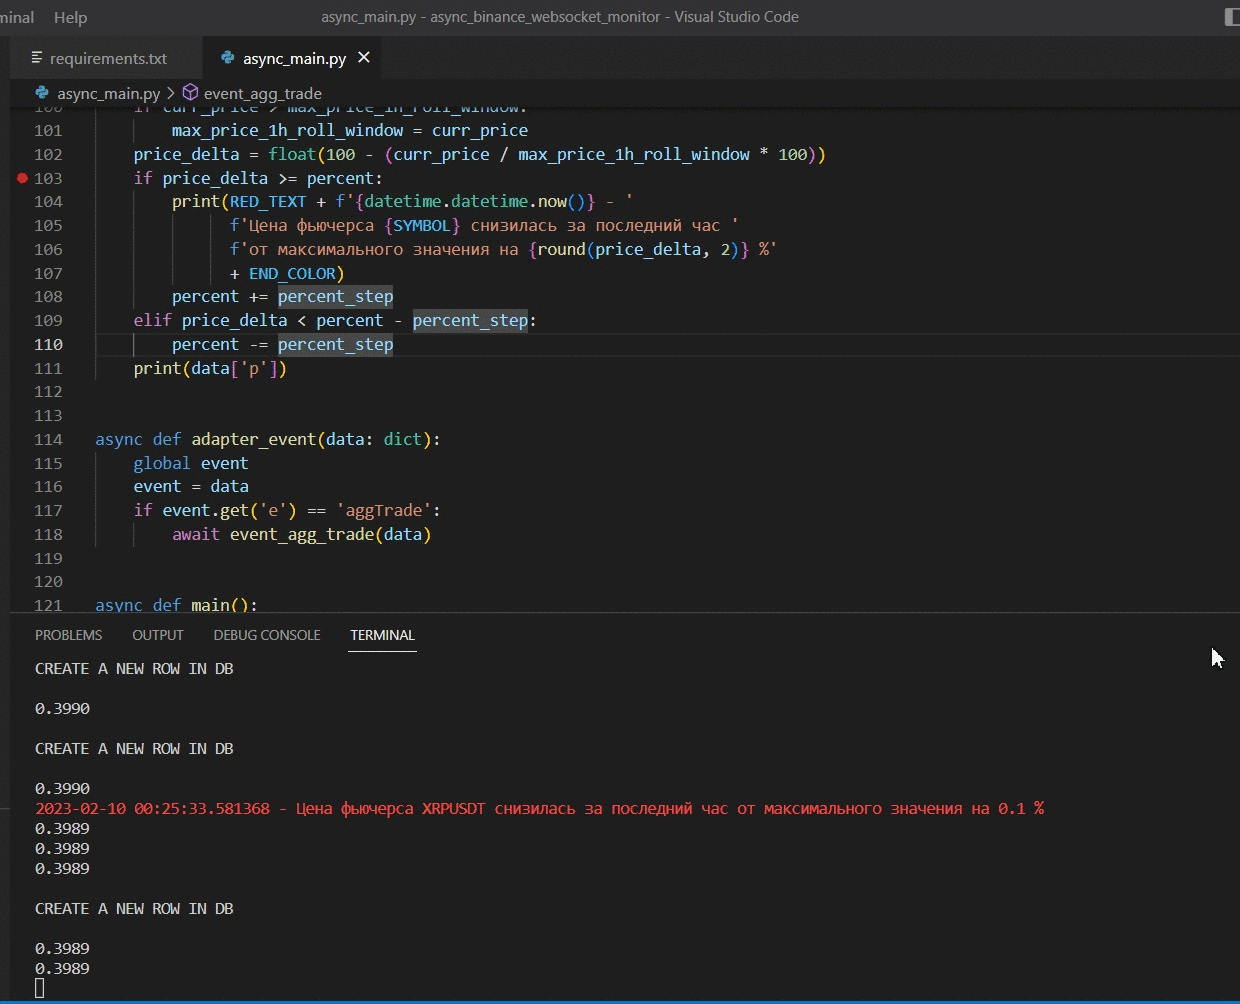 minal Help async_main.py - async_binance_websocket_monitor - Visual Studio Code
requirements.txt async_main.py
async_main.py > event_agg_trade
101 max_price_1h_roll_window = curr_price
102 price_delta = float(100 - (curr_price / max_price_1h_roll_window * 100))
103 if price_delta >= percent:
104 print(RED_TEXT + f'{datetime.datetime.now()} - '
105 f'Цена фьючерса {SYMBOL} снизилась за последний час '
106 f'от максимального значения на {round(price_delta, 2)} %'
107 + END_COLOR)
108 percent += percent_step
109 elif price_delta < percent - percent_step:
110 percent -= percent_step
111 print(data['p'])
112
113
114 async def adapter_event(data: dict):
115 global event
116 event = data
117 if event.get('e') == 'aggTrade':
118 await event_agg_trade(data)
119
120
121 async def main():
PROBLEMS OUTPUT DEBUG CONSOLE TERMINAL
CREATE A NEW ROW IN DB
0.3990
CREATE A NEW ROW IN DB
0.3990
2023-02-10 00:25:33.581368 - Цена фьючерса XRPUSDT снизилась за последний час от максимального значения на 0.1 %
0.3989
0.3989
0.3989
CREATE A NEW ROW IN DB
0.3989
0.3989